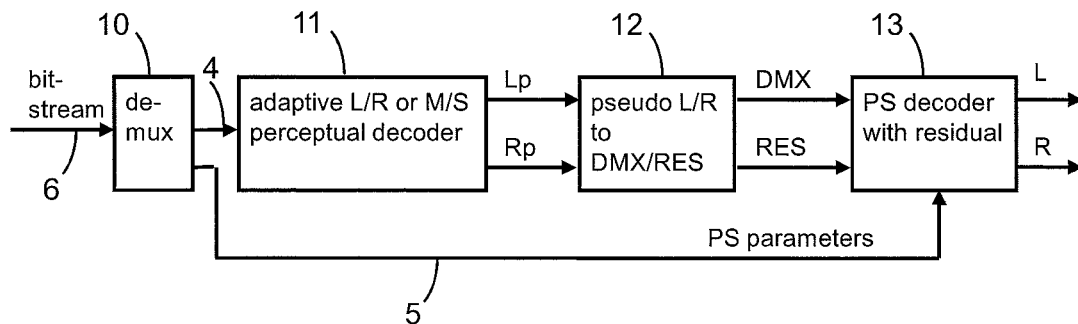 10
11
12
13
bit-
stream
6
de-
mux
4
adaptive L/R or M/S
perceptual decoder
Lp
Rp
pseudo L/R
to
DMX/RES
DMX
RES
PS decoder
with residual
L
R
PS parameters
5